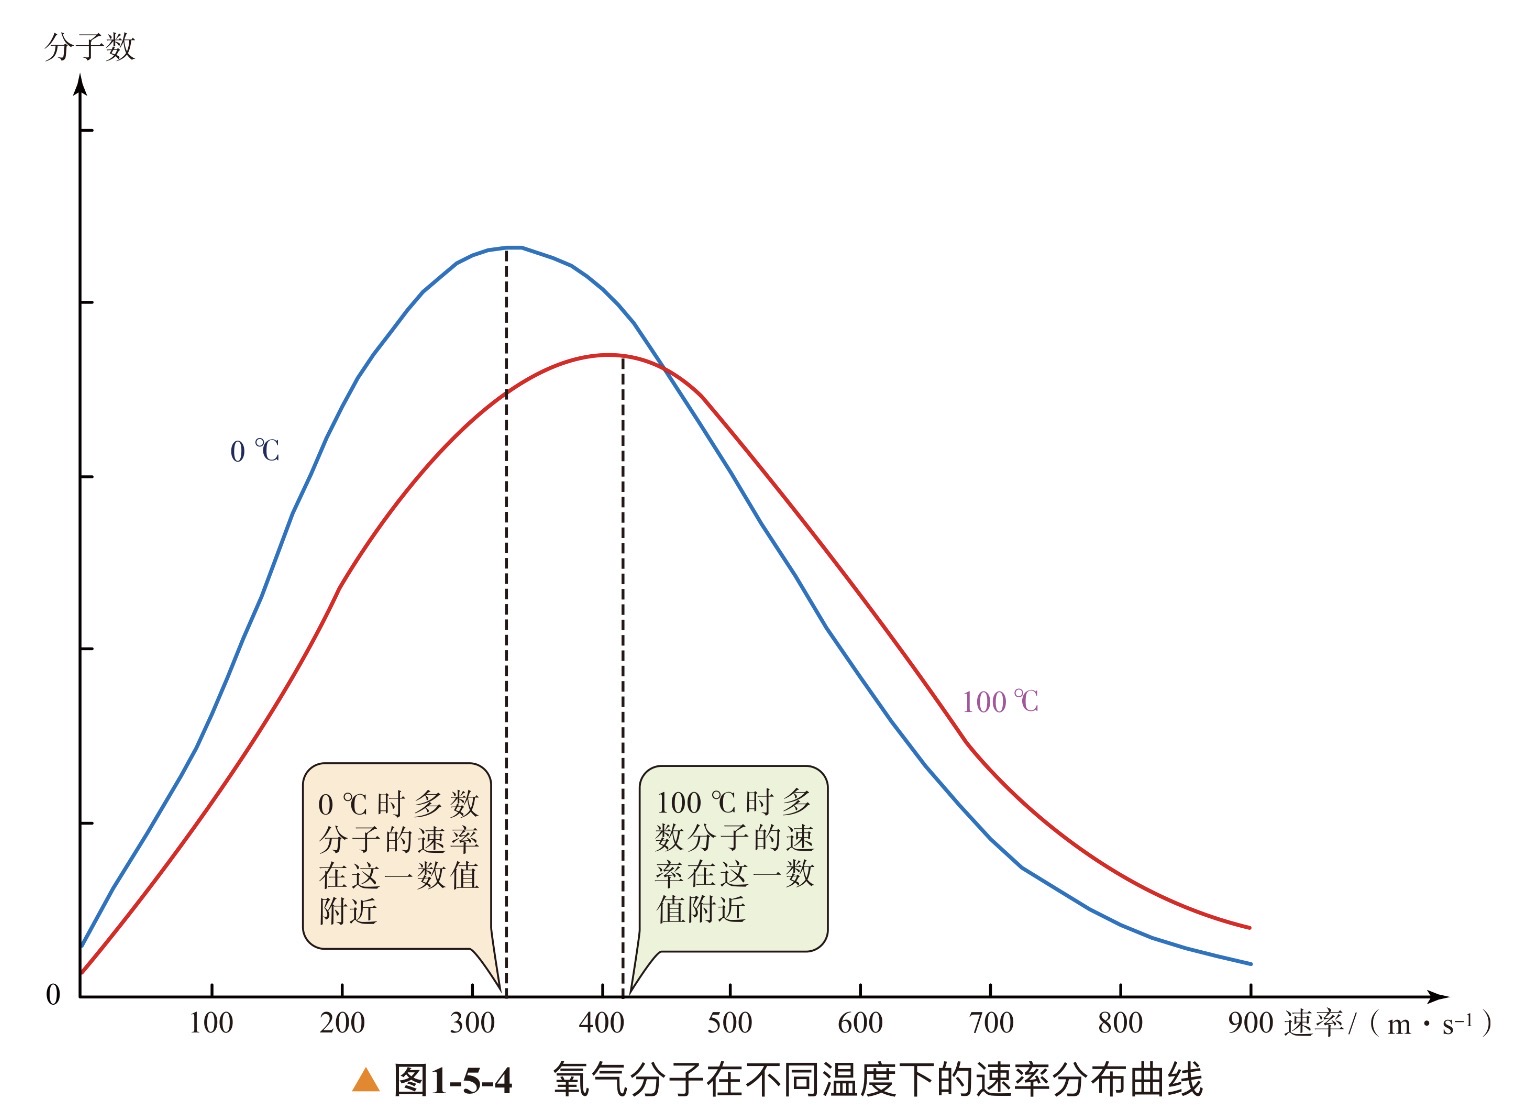 分子数
0 ℃
100 ℃
0 ℃时多数
分子的速率
在这一数值
附近
100 ℃时多
数分子的速
率在这一数
值附近
0
100 200 300 400 500 600 700 800 900 速率/（m·s⁻¹）
▲ 图1-5-4 氧气分子在不同温度下的速率分布曲线